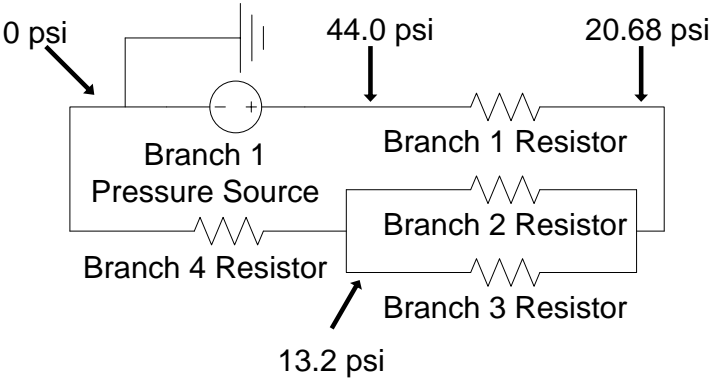 0 psi
44.0 psi
20.68 psi
- +
Branch 1
Pressure Source
Branch 1 Resistor
Branch 2 Resistor
Branch 4 Resistor
Branch 3 Resistor
13.2 psi